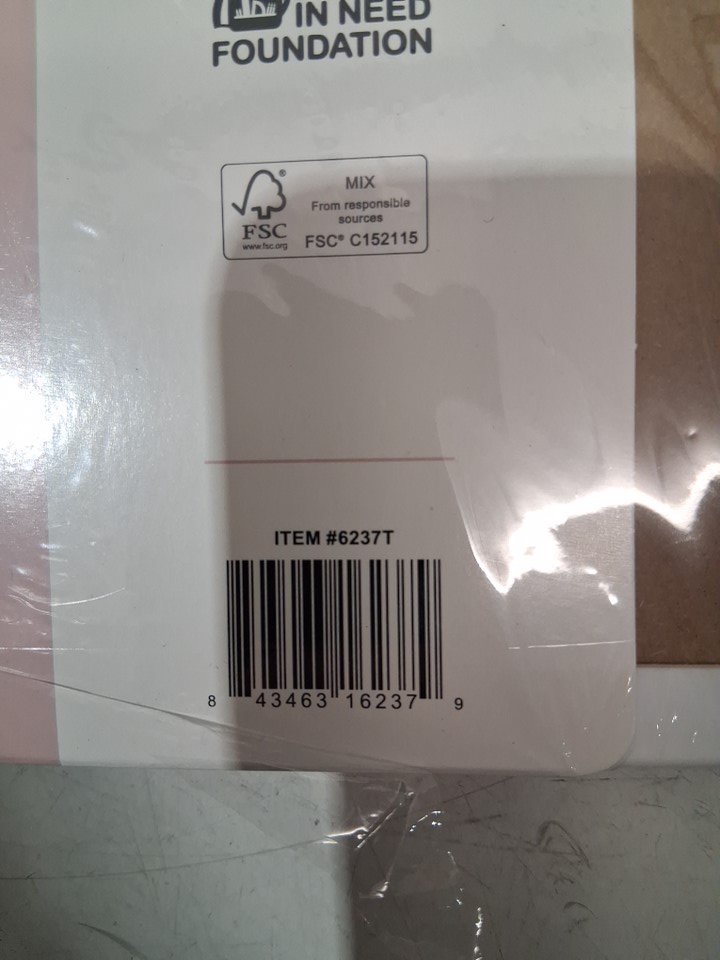 IN NEED
FOUNDATION
MIX
From responsible
sources
FSC® C152115
FSC
www.fsc.org
ITEM #6237T
8 43463 16237 9